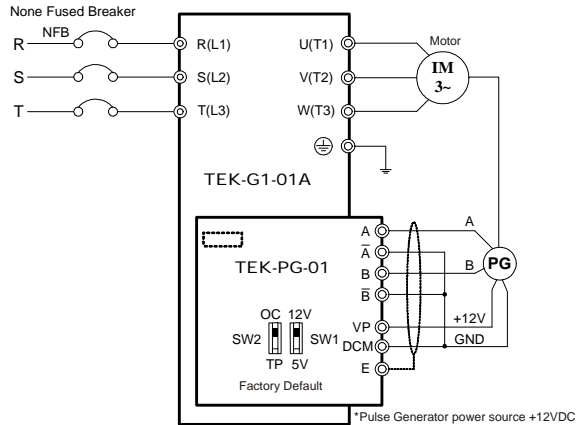 None Fused Breaker
NFB
R
S
T
R(L1)
S(L2)
T(L3)
U(T1)
V(T2)
W(T3)
Motor
IM
3~
TEK-G1-01A
TEK-PG-01
A
A̅
B
B̅
VP
DCM
E
OC 12V
SW2 SW1
TP 5V
Factory Default
A
B
PG
+12V
GND
*Pulse Generator power source +12VDC